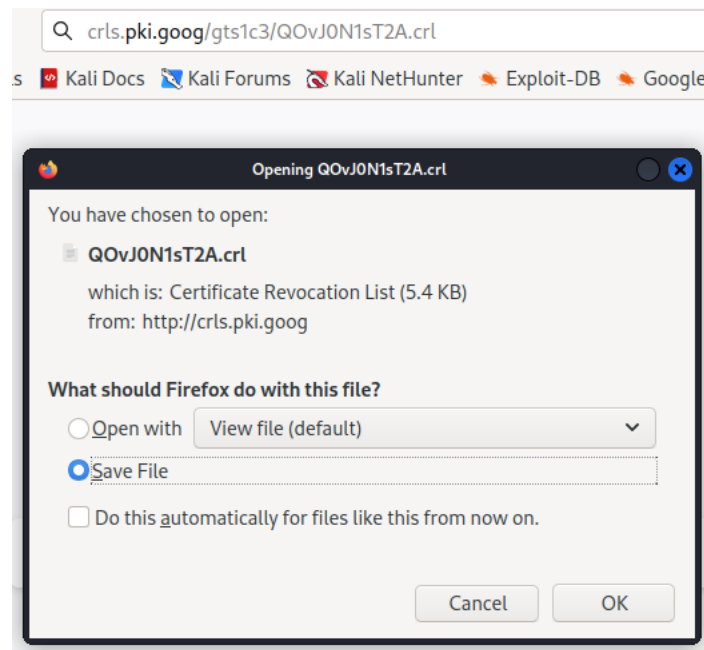 crls.pki.goog/gts1c3/QOvJ0N1sT2A.crl
s Kali Docs Kali Forums Kali NetHunter Exploit-DB Google
Opening QOvJ0N1sT2A.crl
You have chosen to open:
QOvJ0N1sT2A.crl
which is: Certificate Revocation List (5.4 KB)
from: http://crls.pki.goog
What should Firefox do with this file?
Open with View file (default)
Save File
Do this automatically for files like this from now on.
Cancel OK